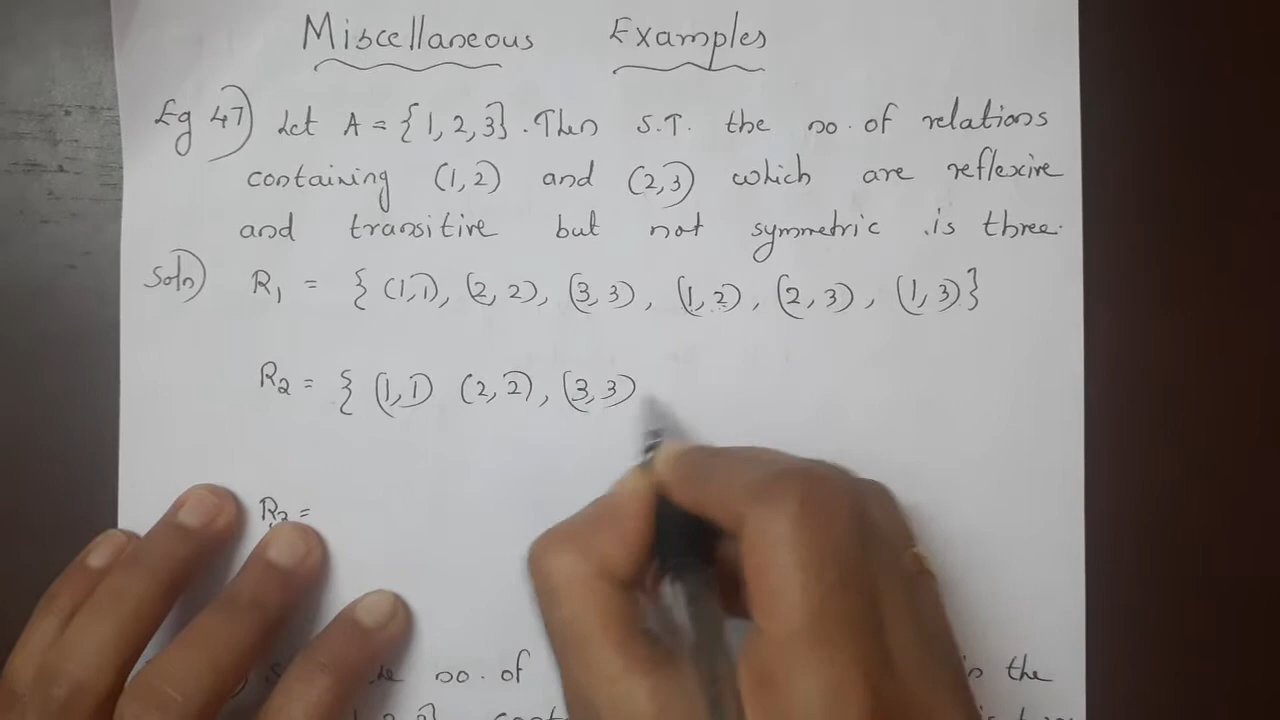 Miscellaneous Examples
Eg 47) Let A = {1, 2, 3}. Then S.T. the no. of relations
containing (1, 2) and (2, 3) which are reflexive
and transitive but not symmetric is three.
Soln) R₁ = { (1, 1), (2, 2), (3, 3), (1, 2), (2, 3), (1, 3)}
R₂ = { (1, 1) (2, 2), (3, 3)
R₃ =
no. of the